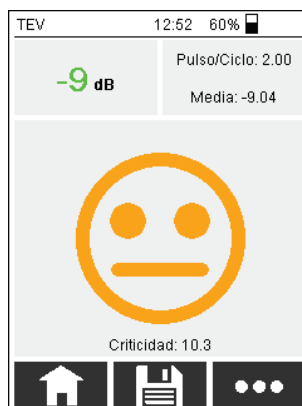 TEV 12:52 60%
-9 dB
Pulso/Ciclo: 2.00
Media: -9.04
Criticidad: 10.3